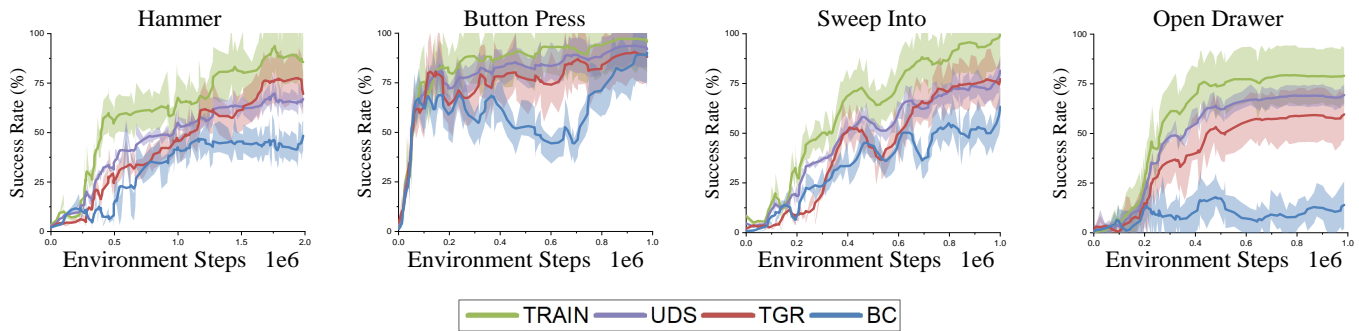 Hammer Button Press Sweep Into Open Drawer
Success Rate (%) Success Rate (%) Success Rate (%) Success Rate (%)
100 100 100 100
75 75 75 75
50 50 50 50
25 25 25 25
0 0 0 0
0.0 0.5 1.0 1.5 2.0 0.0 0.2 0.4 0.6 0.8 1.0 0.0 0.2 0.4 0.6 0.8 1.0 0.0 0.2 0.4 0.6 0.8 1.0
Environment Steps 1e6 Environment Steps 1e6 Environment Steps 1e6 Environment Steps 1e6
TRAIN UDS TGR BC